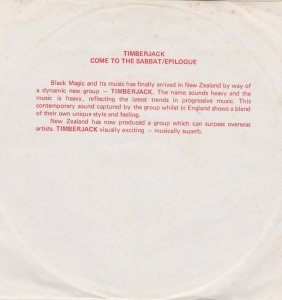 TIMBERJACK
COME TO THE SABBAT/EPILOGUE
Black Magic and its music has finally arrived in New Zealand by way of
a dynamic new group — TIMBERJACK. The name sounds heavy and the
music is heavy, reflecting the latest trends in progressive music. This
contemporary sound captured by the group whilst in England shows a blend
of their own unique style and feeling.
New Zealand has now produced a group which can surpass overseas
artists. TIMBERJACK visually exciting — musically superb.